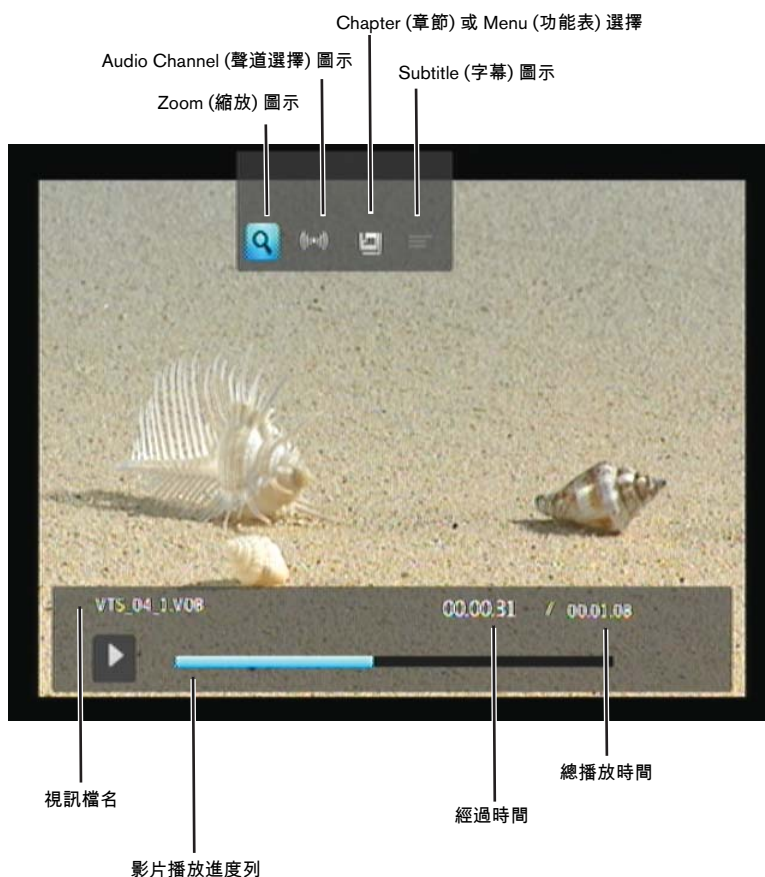 Chapter (章節) 或 Menu (功能表) 選擇
Audio Channel (聲道選擇) 圖示
Subtitle (字幕) 圖示
Zoom (縮放) 圖示
VTS_04_1.VOB
00.00.31 / 00.01.08
總播放時間
視訊檔名
經過時間
影片播放進度列